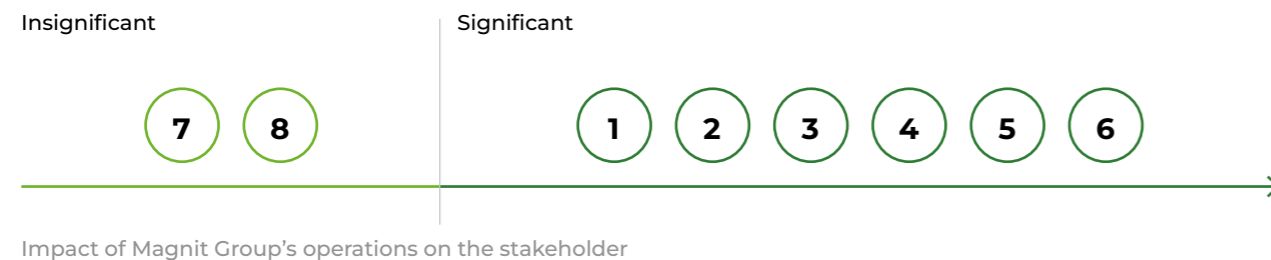 Insignificant Significant
7 8 1 2 3 4 5 6
Impact of Magnit Group's operations on the stakeholder